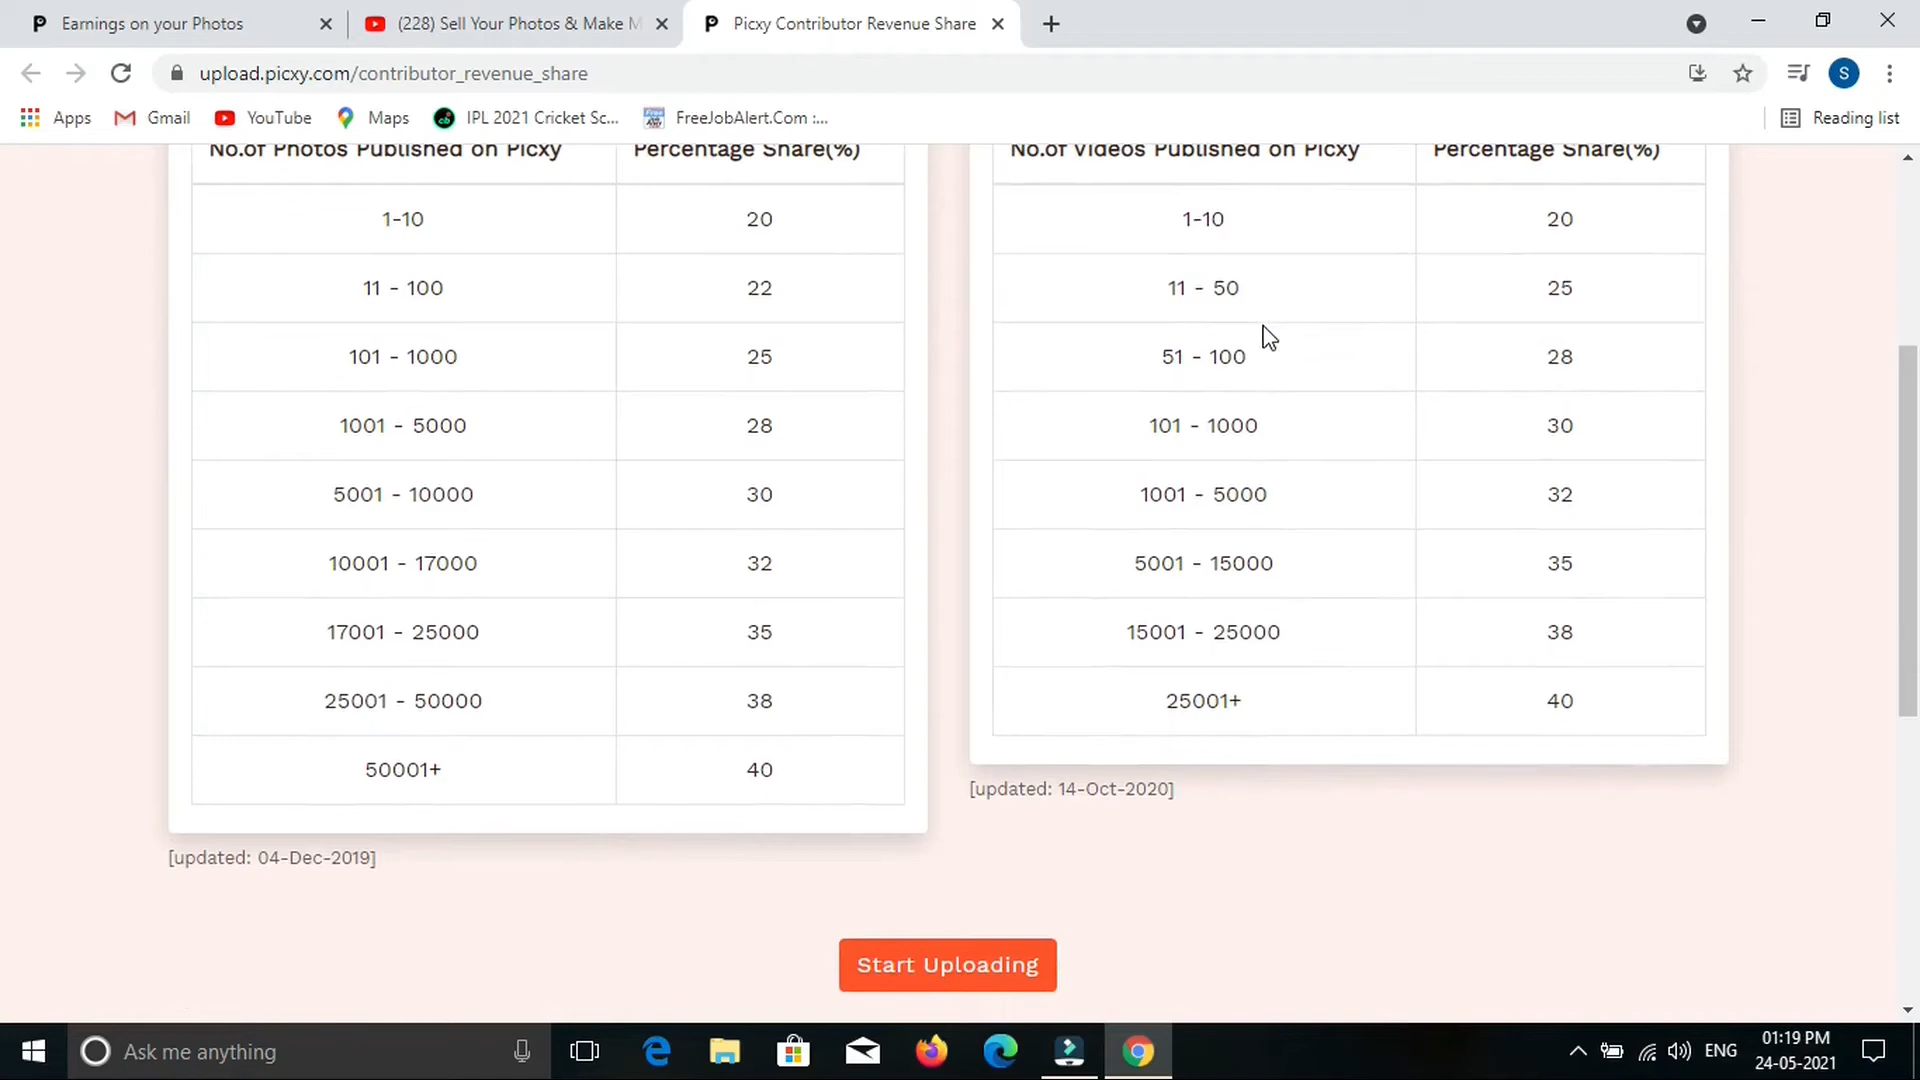 Earnings on your Photos
(228) Sell Your Photos & Make M
Picxy Contributor Revenue Share
upload.picxy.com/contributor_revenue_share
S
Apps
Gmail
YouTube
Maps
IPL 2021 Cricket Sc...
FreeJobAlert.Com :...
Reading list
No.of Photos Published on Picxy Percentage Share(%)
1-10 20
11 - 100 22
101 - 1000 25
1001 - 5000 28
5001 - 10000 30
10001 - 17000 32
17001 - 25000 35
25001 - 50000 38
50001+ 40
[updated: 04-Dec-2019]
No.of Videos Published on Picxy Percentage Share(%)
1-10 20
11 - 50 25
51 - 100 28
101 - 1000 30
1001 - 5000 32
5001 - 15000 35
15001 - 25000 38
25001+ 40
[updated: 14-Oct-2020]
Start Uploading
Ask me anything
ENG
01:19 PM
24-05-2021